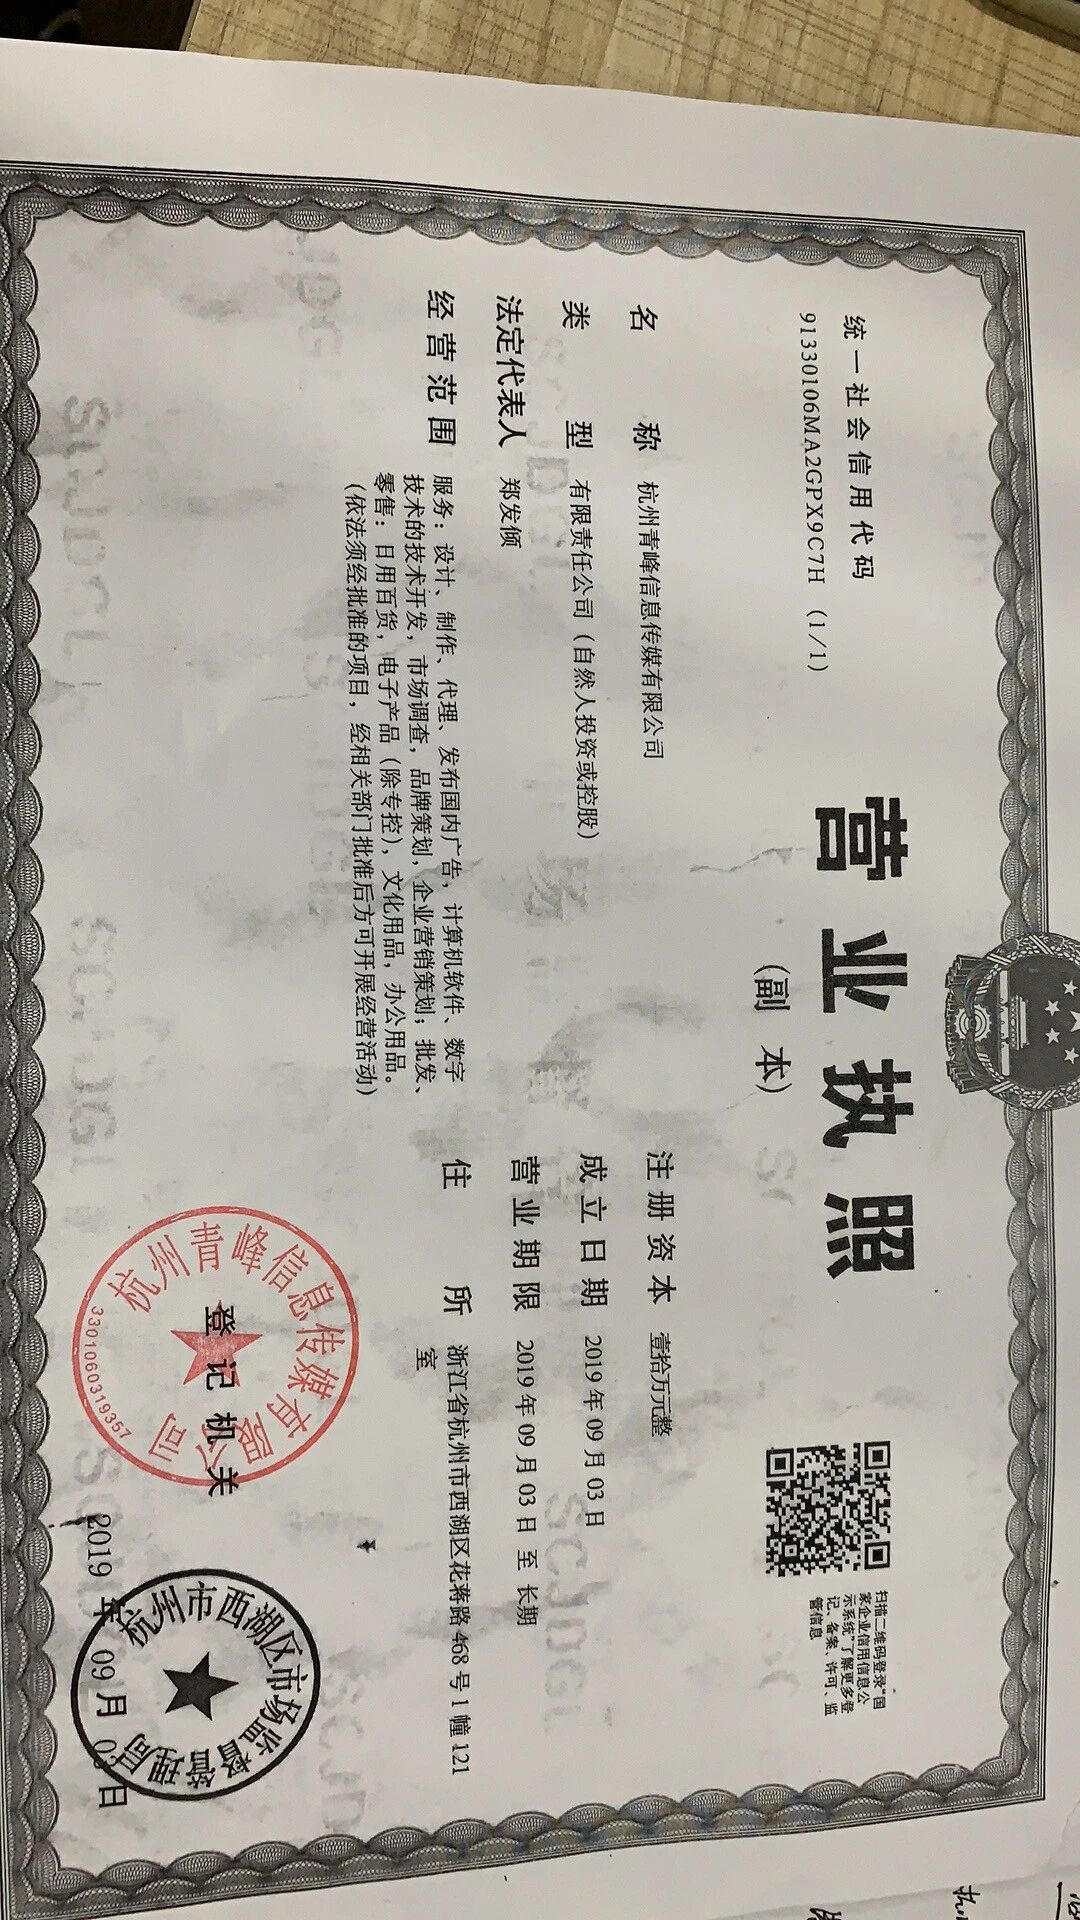 统一社会信用代码
91330106MA2GPX9C7H (1/1)
营业执照
(副 本)
扫描二维码登录"国
家企业信用信息公
示系统"了解更多登
记、备案、许可、监
管信息
名称 杭州青峰信息传媒有限公司
类型 有限责任公司（自然人投资或控股）
法定代表人 郑发倾
经营范围 服务：设计、制作、代理、发布国内广告，计算机软件、数字
技术的技术开发，市场调查，品牌策划，企业营销策划；批发、
零售：日用百货，电子产品（除专控），文化用品，办公用品。
（依法须经批准的项目，经相关部门批准后方可开展经营活动）
注册资本 壹拾万元整
成立日期 2019年09月03日
营业期限 2019年09月03日至长期
住所 浙江省杭州市西湖区花蒋路468号1幢121
室
杭州青峰信息传媒有限公司
3301060319357
登记机关
杭州市西湖区市场监督管理局
2019年09月03日